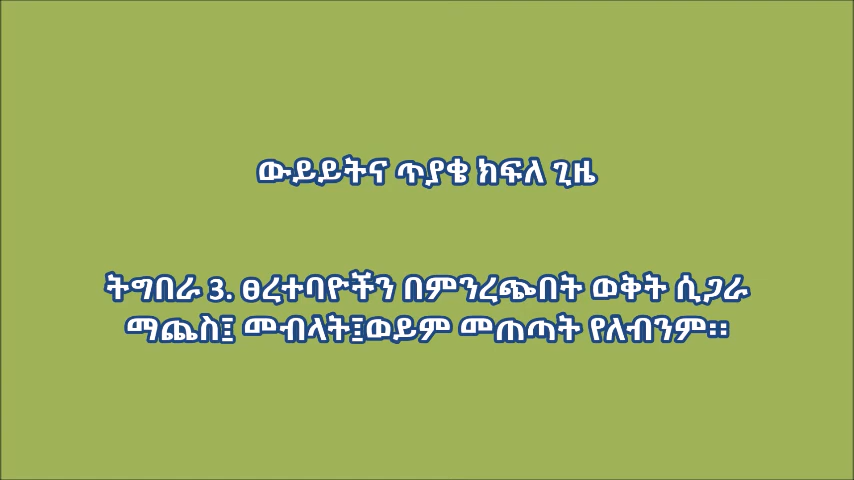 ውይይትና ጥያቄ ክፍለ ጊዜ
ትግበራ 3. ፀረተባዮችን በምንረጭበት ወቅት ሲጋራ
ማጨስ፤ መብላት፤ወይም መጠጣት የለብንም፡፡